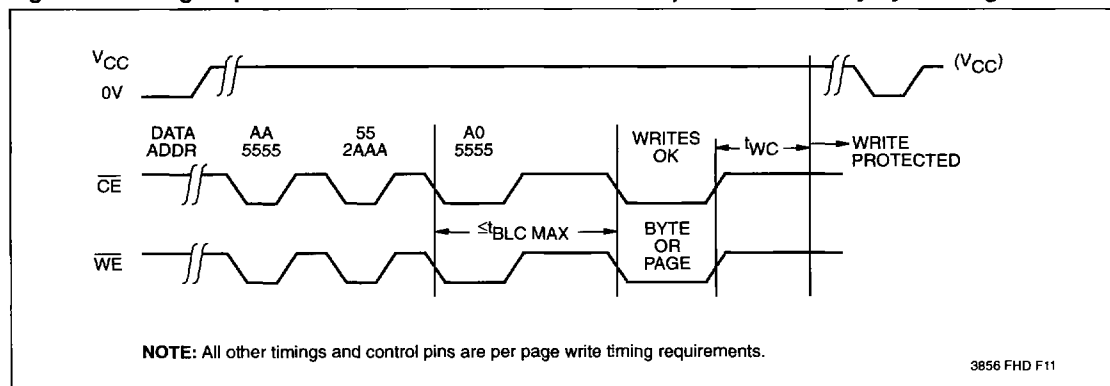 VCC
0V
(VCC)
DATA
ADDR
AA
5555
55
2AAA
A0
5555
WRITES
OK
tWC
WRITE
PROTECTED
CE
≤tBLC MAX
BYTE
OR
PAGE
WE
NOTE: All other timings and control pins are per page write timing requirements.
3856 FHD F11